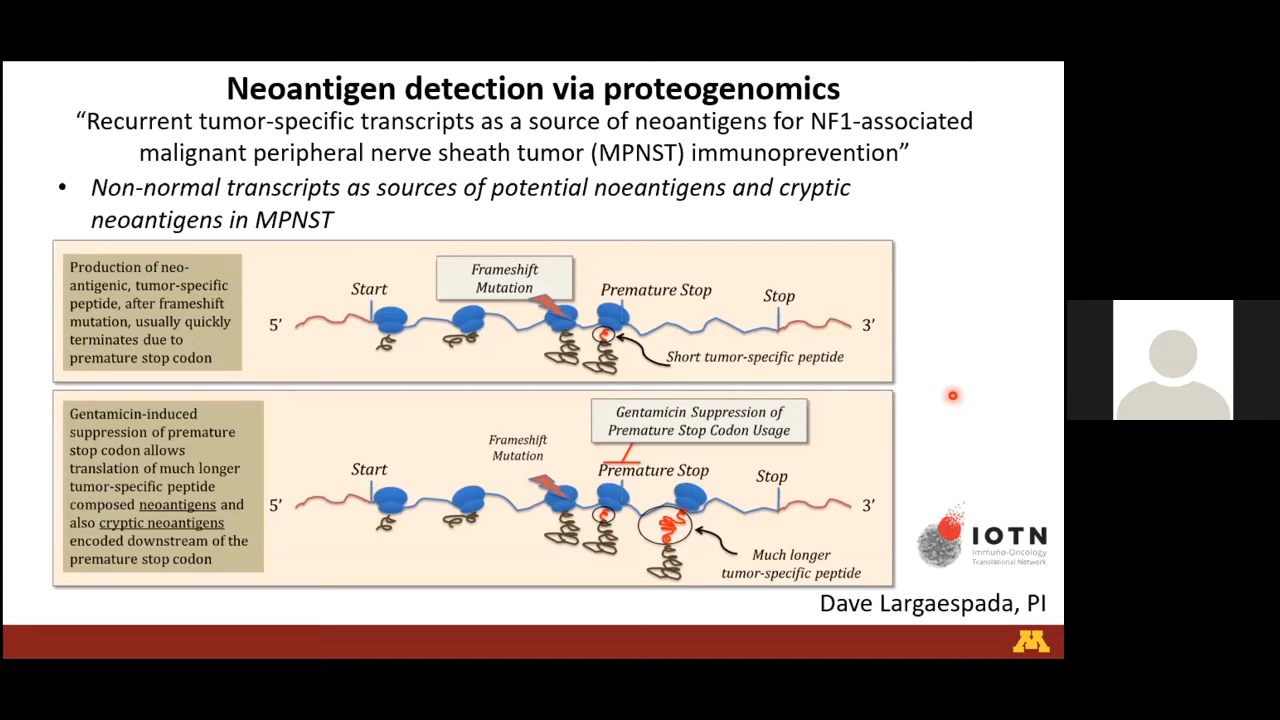 Neoantigen detection via proteogenomics
“Recurrent tumor-specific transcripts as a source of neoantigens for NF1-associated
malignant peripheral nerve sheath tumor (MPNST) immunoprevention”
• Non-normal transcripts as sources of potential noeantigens and cryptic
neoantigens in MPNST
Production of neo-
antigenic, tumor-specific
peptide, after frameshift
mutation, usually quickly
terminates due to
premature stop codon
5’
Start
Frameshift
Mutation
Premature Stop
Stop
3’
Short tumor-specific peptide
Gentamicin-induced
suppression of premature
stop codon allows
translation of much longer
tumor-specific peptide
composed neoantigens and
also cryptic neoantigens
encoded downstream of the
premature stop codon
5’
Start
Frameshift
Mutation
Gentamicin Suppression of
Premature Stop Codon Usage
Premature Stop
Stop
3’
Much longer
tumor-specific peptide
IOTN
Immuno-Oncology
Translational Network
Dave Largaespada, PI
M